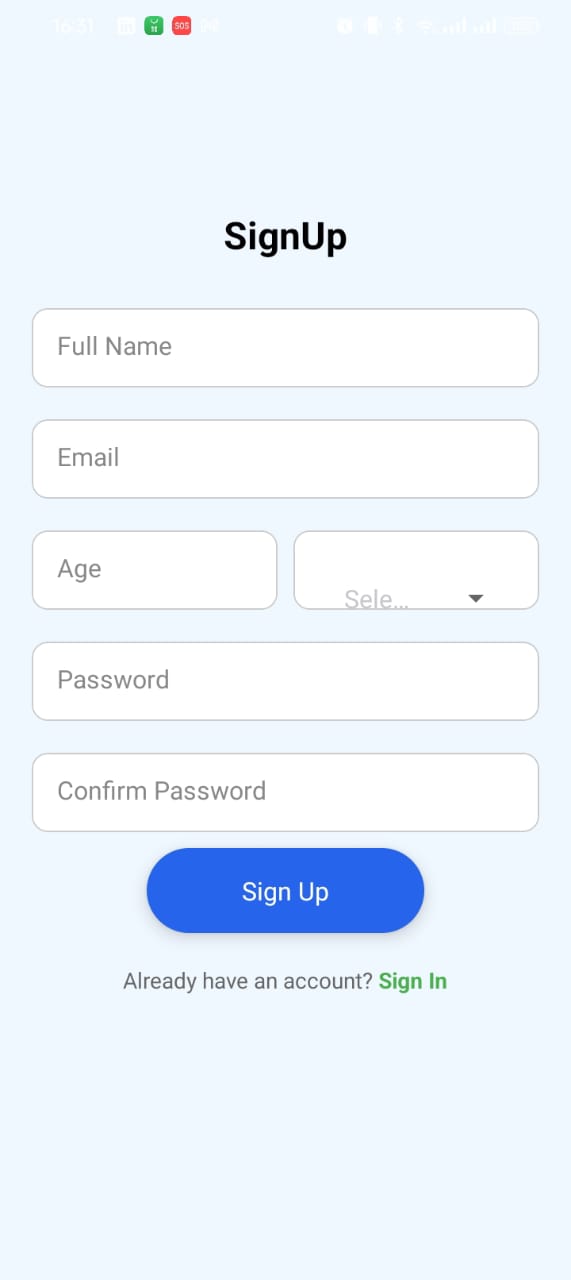 16:31 SOS
SignUp
Full Name
Email
Age Sele...
Password
Confirm Password
Sign Up
Already have an account? Sign In